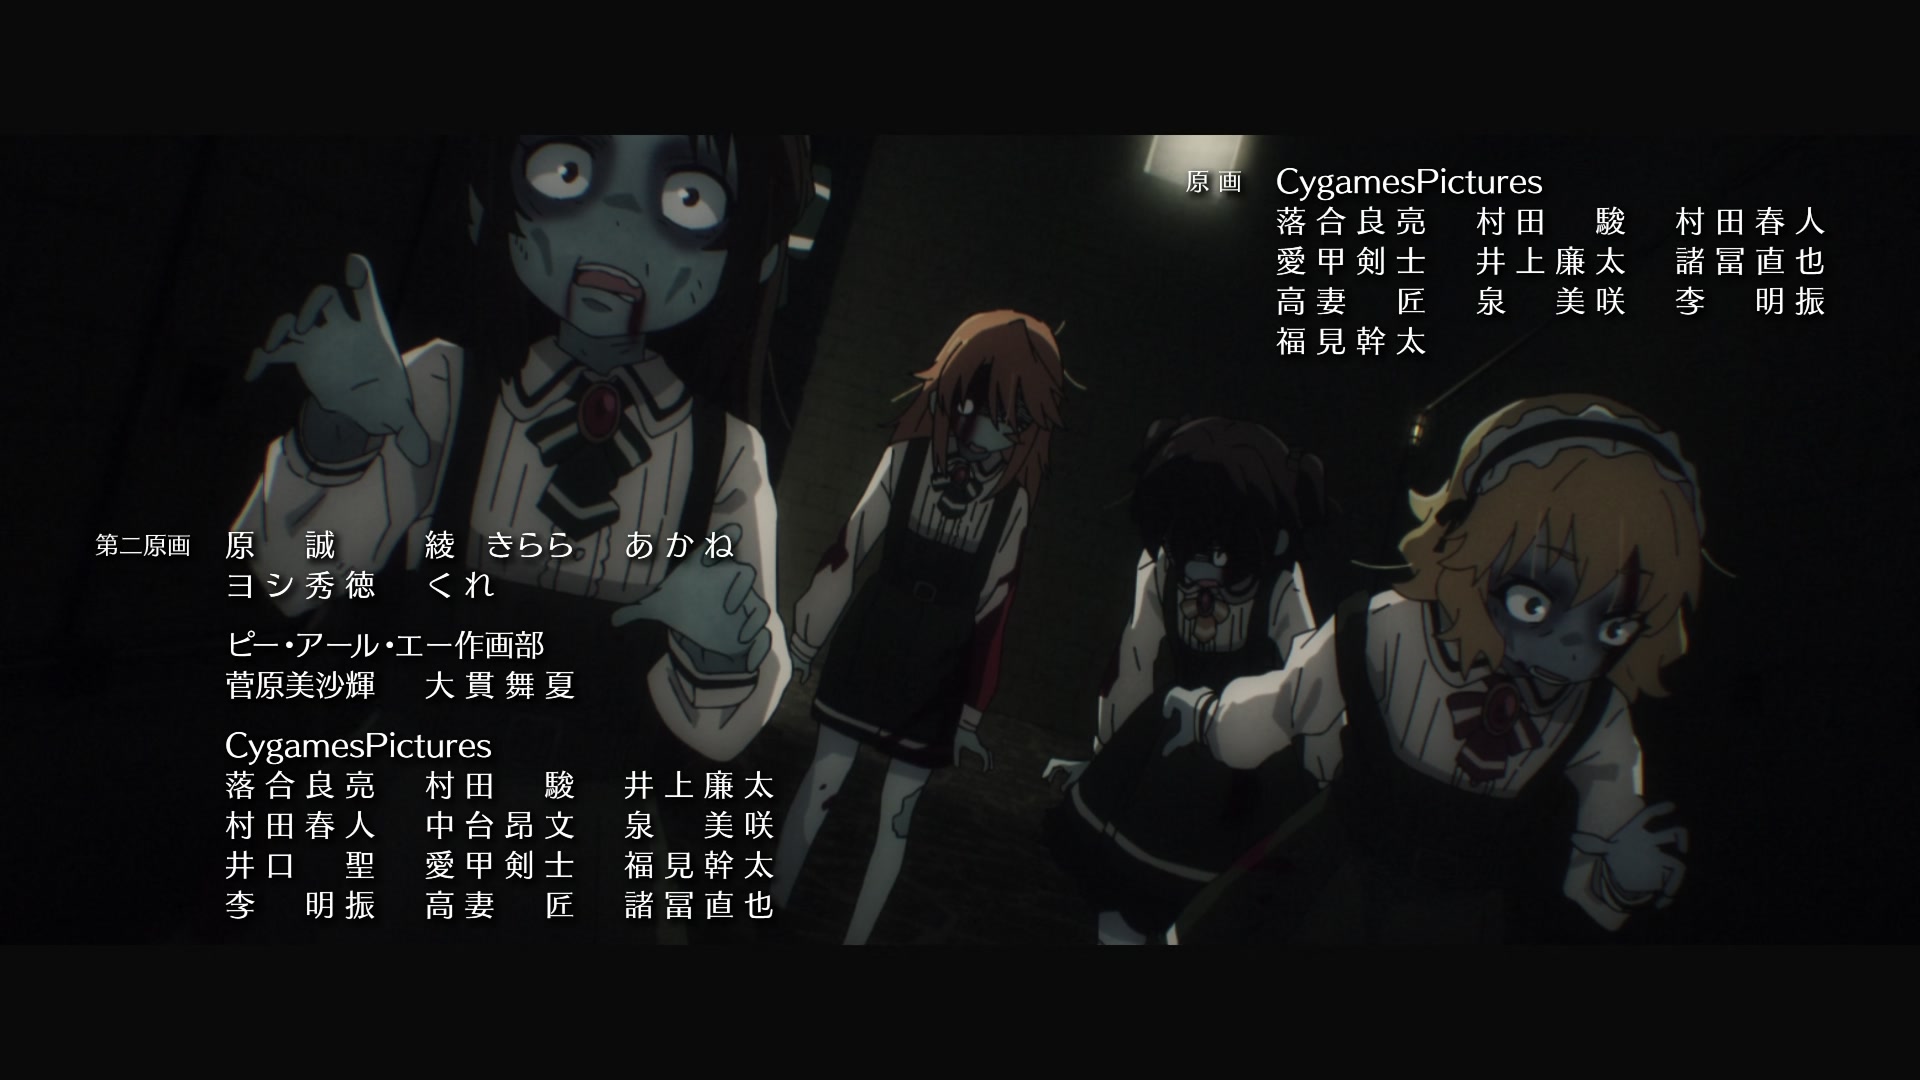 原画 CygamesPictures
落合良亮 村田 駿 村田春人
愛甲剣士 井上廉太 諸冨直也
高妻 匠 泉 美咲 李 明振
福見幹太
第二原画 原 誠 綾 きらら あかね
ヨシ秀徳 くれ
ピー・アール・エー作画部
菅原美沙輝 大貫舞夏
CygamesPictures
落合良亮 村田 駿 井上廉太
村田春人 中台昂文 泉 美咲
井口 聖 愛甲剣士 福見幹太
李 明振 高妻 匠 諸冨直也